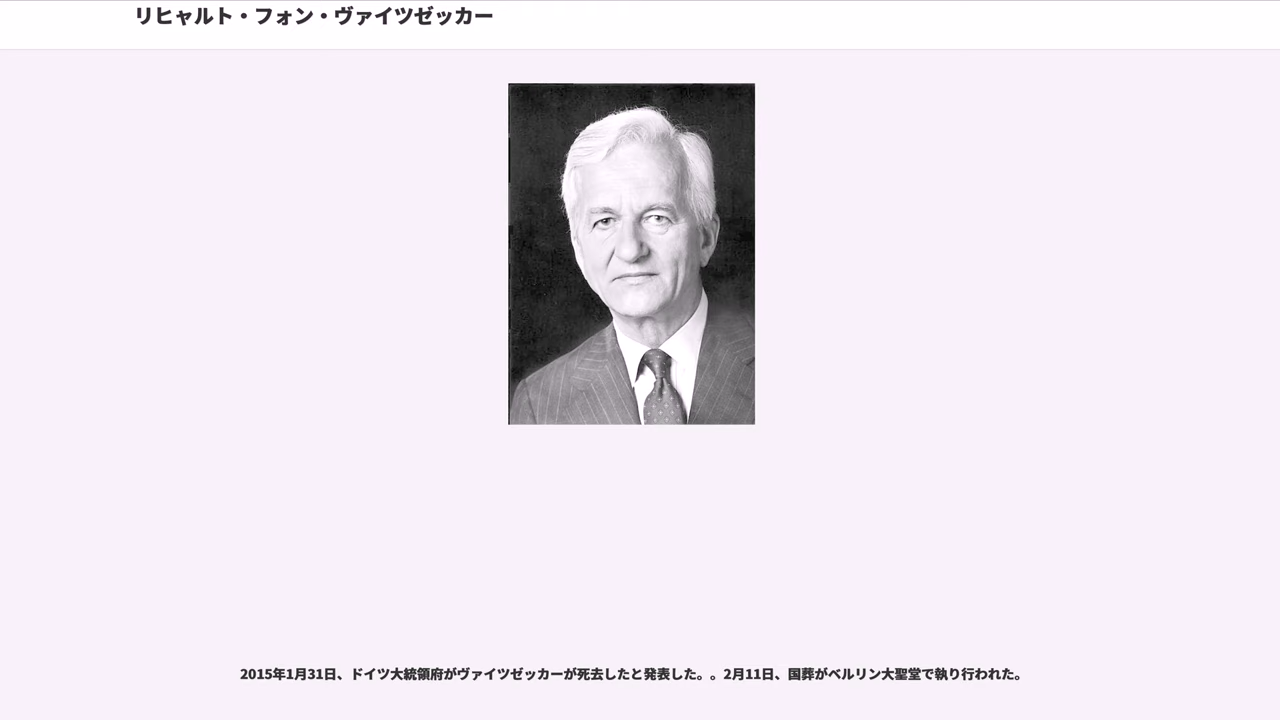 リヒャルト・フォン・ヴァイツゼッカー
2015年1月31日、ドイツ大統領府がヴァイツゼッカーが死去したと発表した。。2月11日、国葬がベルリン大聖堂で執り行われた。